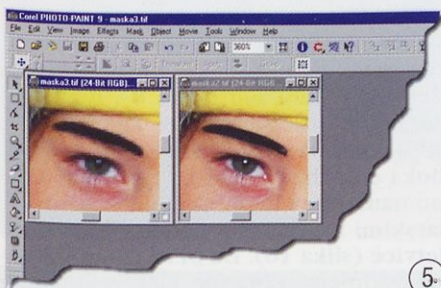 Corel PHOTO-PAINT 9 - maska3.tif
File Edit View Image Effects Mask Object Movie Tools Window Help
360%
maska3.tif [24-Bit RGB]...
maska2.tif [24-Bit RGB
5.